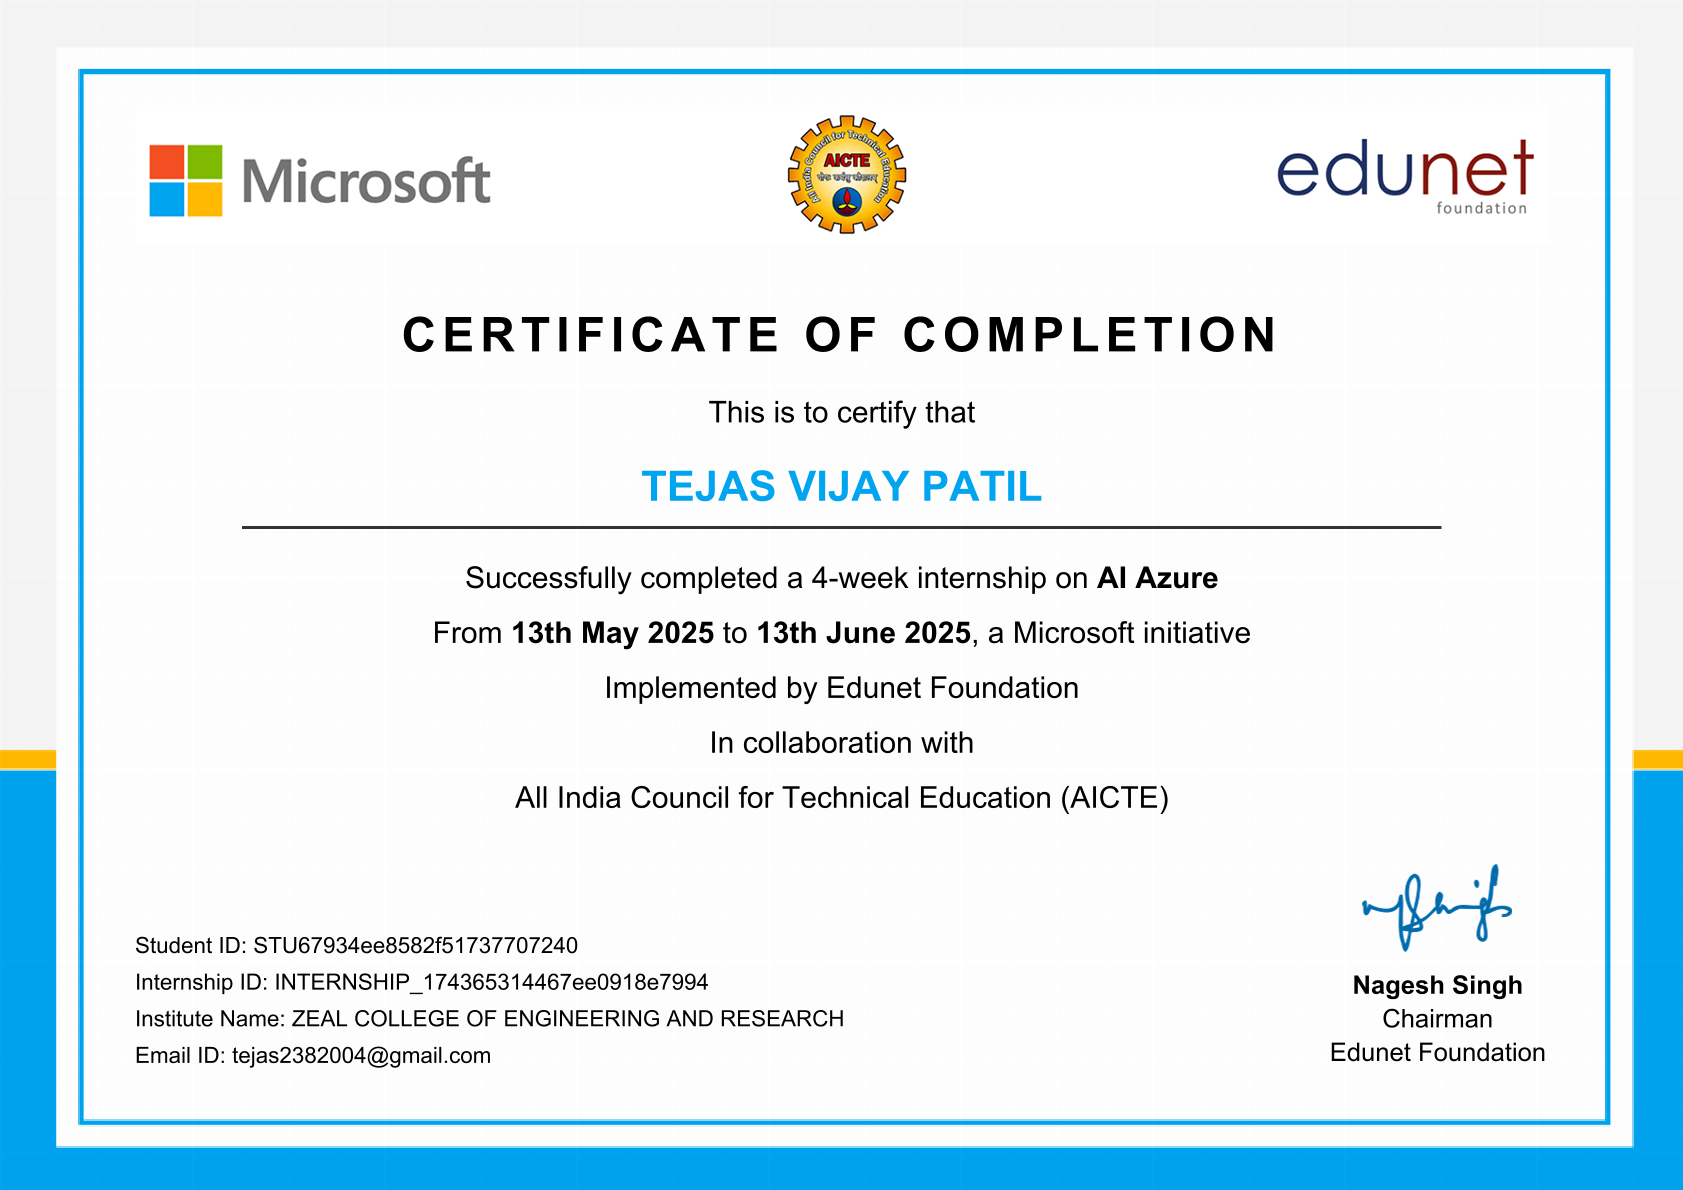 Microsoft
All India Council for Technical Education
AICTE
edunet
foundation
CERTIFICATE OF COMPLETION
This is to certify that
TEJAS VIJAY PATIL
Successfully completed a 4-week internship on AI Azure
From 13th May 2025 to 13th June 2025, a Microsoft initiative
Implemented by Edunet Foundation
In collaboration with
All India Council for Technical Education (AICTE)
Student ID: STU67934ee8582f51737707240
Internship ID: INTERNSHIP_174365314467ee0918e7994
Institute Name: ZEAL COLLEGE OF ENGINEERING AND RESEARCH
Email ID: tejas2382004@gmail.com
Nagesh Singh
Chairman
Edunet Foundation